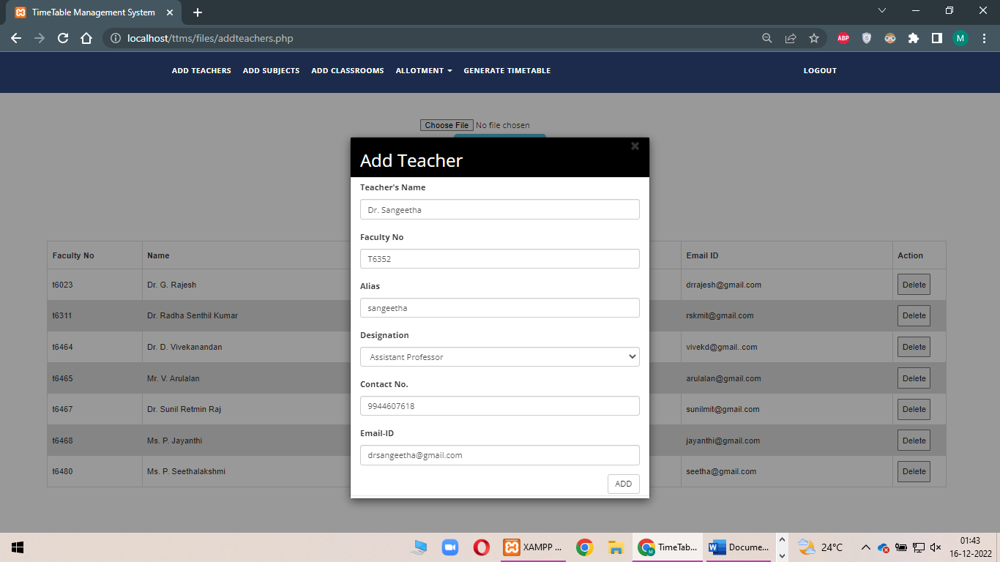 TimeTable Management System
localhost/ttms/files/addteachers.php
ABP
M
ADD TEACHERS ADD SUBJECTS ADD CLASSROOMS ALLOTMENT GENERATE TIMETABLE LOGOUT
Choose File No file chosen
Add Teacher
Teacher's Name
Dr. Sangeetha
Faculty No
T6352
Alias
sangeetha
Designation
Assistant Professor
Contact No.
9944607618
Email-ID
drsangeetha@gmail.com
ADD
Faculty No Name Email ID Action
t6023 Dr. G. Rajesh drrajesh@gmail.com Delete
t6311 Dr. Radha Senthil Kumar rskmit@gmail.com Delete
t6464 Dr. D. Vivekanandan vivekd@gmail..com Delete
t6465 Mr. V. Arulalan arulalan@gmail.com Delete
t6467 Dr. Sunil Retmin Raj sunilmit@gmail.com Delete
t6468 Ms. P. Jayanthi jayanthi@gmail.com Delete
t6480 Ms. P. Seethalakshmi seetha@gmail.com Delete
XAMPP ... TimeTab... Docume... 24°C 01:43
16-12-2022